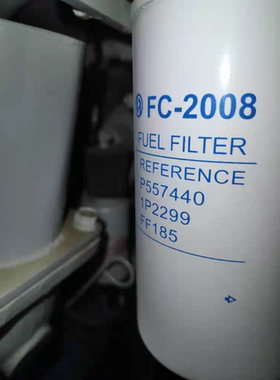 FC-2008
FUEL FILTER
REFERENCE
P557440
1P2299
FF185